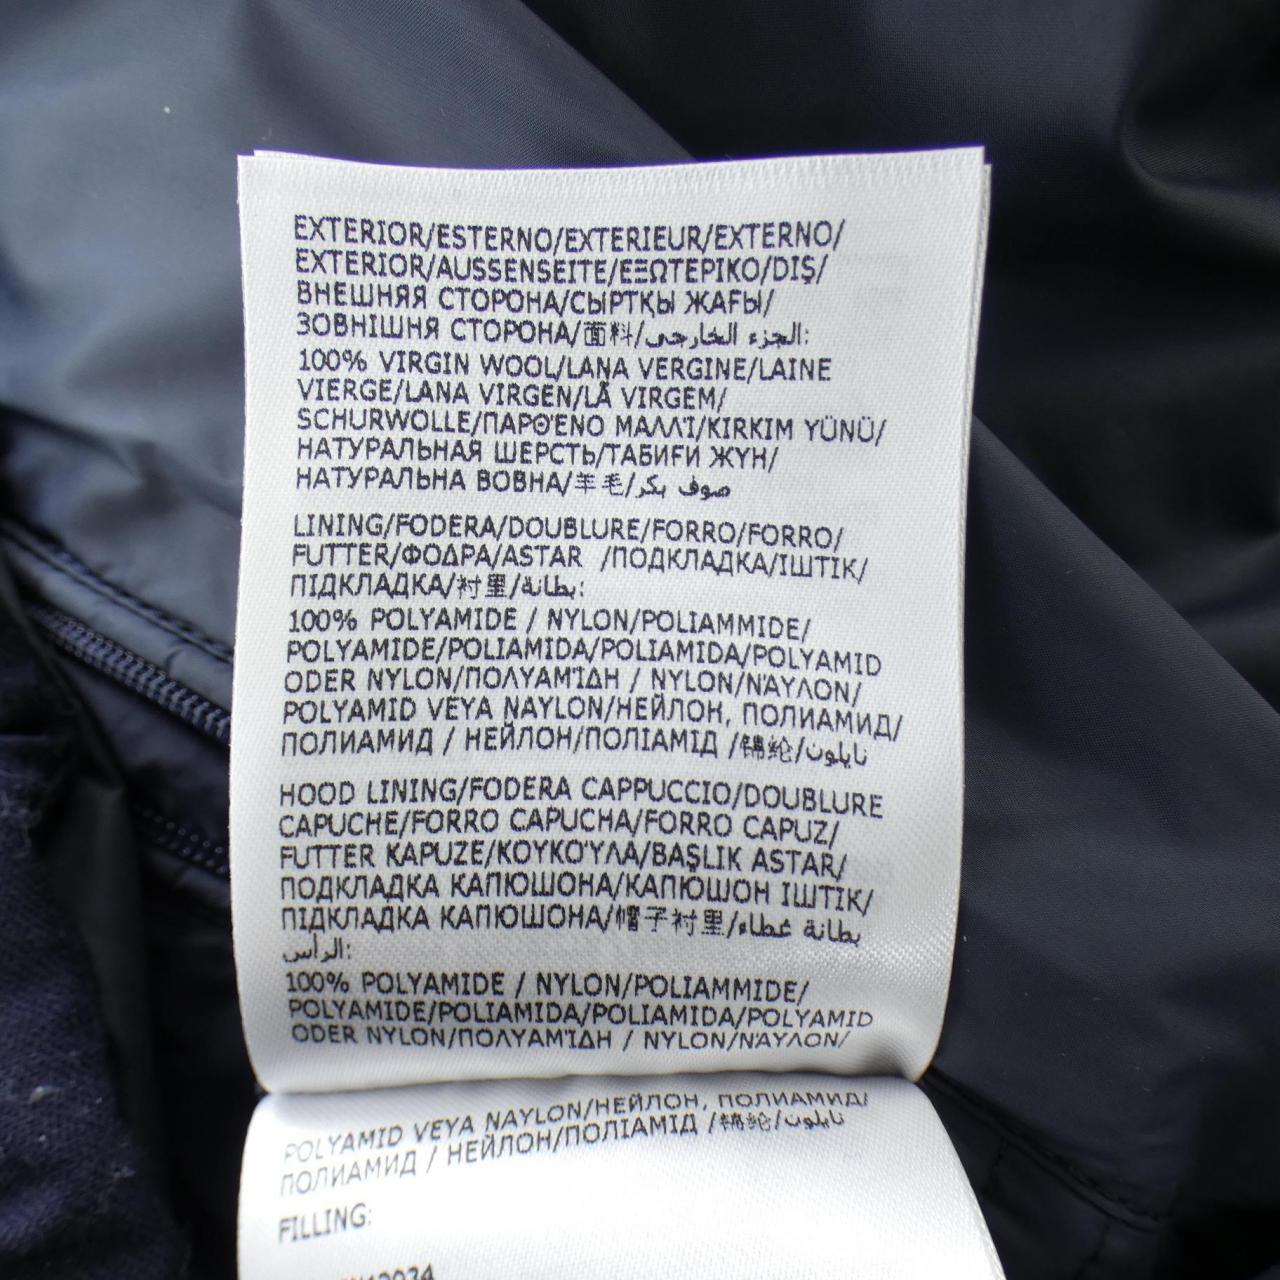 EXTERIOR/ESTERNO/EXTERIEUR/EXTERNO/
EXTERIOR/AUSSENSEITE/ΕΞΩΤΕΡΙΚΟ/DIŞ/
ВНЕШНЯЯ СТОРОНА/СЫРТҚЫ ЖАҒЫ/
ЗОВНІШНЯ СТОРОНА/面料/الجزء الخارجي:
100% VIRGIN WOOL/LANA VERGINE/LAINE
VIERGE/LANA VIRGEN/LÃ VIRGEM/
SCHURWOLLE/ΠΑΡΘΈΝΟ ΜΑΛΛΊ/KIRKIM YÜNÜ/
НАТУРАЛЬНАЯ ШЕРСТЬ/ТАБИҒИ ЖҮН/
НАТУРАЛЬНА ВОВНА/羊毛/صوف بكر
LINING/FODERA/DOUBLURE/FORRO/FORRO/
FUTTER/ΦΟΔΡΑ/ASTAR /ПОДКЛАДКА/ІШТІК/
ПІДКЛАДКА/衬里/بطانة:
100% POLYAMIDE / NYLON/POLIAMMIDE/
POLYAMIDE/POLIAMIDA/POLIAMIDA/POLYAMID
ODER NYLON/ΠΟΛΥΑΜΊΔΗ / NYLON/ΝΆΥΛΟΝ/
POLYAMID VEYA NAYLON/НЕЙЛОН, ПОЛИАМИД/
ПОЛИАМИД / НЕЙЛОН/ПОЛІАМІД /锦纶/نايلون
HOOD LINING/FODERA CAPPUCCIO/DOUBLURE
CAPUCHE/FORRO CAPUCHA/FORRO CAPUZ/
FUTTER KAPUZE/ΚΟΥΚΟΎΛΑ/BAŞLIK ASTAR/
ПОДКЛАДКА КАПЮШОНА/КАПЮШОН ІШТІК/
ПІДКЛАДКА КАПЮШОНА/帽子衬里/بطانة غطاء
الرأس:
100% POLYAMIDE / NYLON/POLIAMMIDE/
POLYAMIDE/POLIAMIDA/POLIAMIDA/POLYAMID
ODER NYLON/ΠΟΛΥΑΜΊΔΗ / NYLON/ΝΆΥΛΟΝ/
POLYAMID VEYA NAYLON/НЕЙЛОН, ПОЛИАМИД/
ПОЛИАМИД / НЕЙЛОН/ПОЛІАМІД /锦纶/نايلون
FILLING: